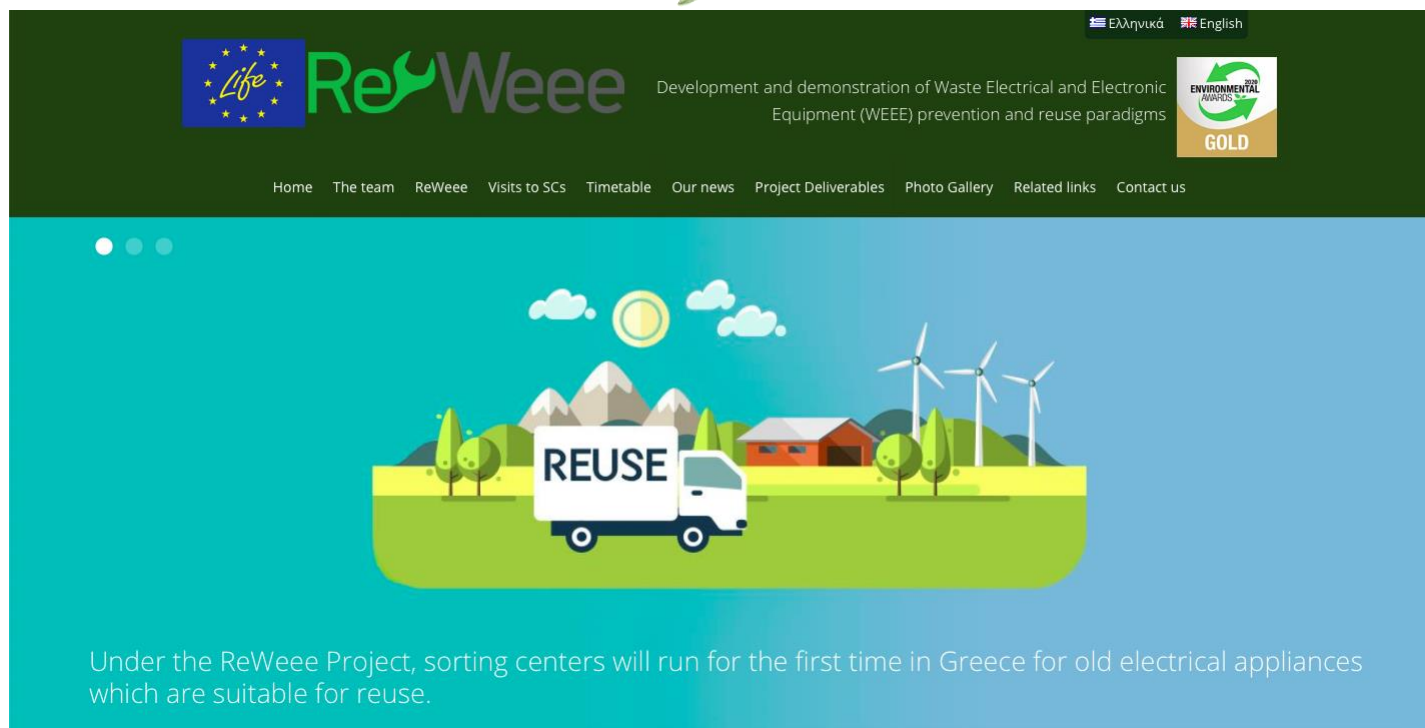 Ελληνικά English
Life
ReWeee
Development and demonstration of Waste Electrical and Electronic
Equipment (WEEE) prevention and reuse paradigms
2020
ENVIRONMENTAL
AWARDS
GOLD
Home The team ReWeee Visits to SCs Timetable Our news Project Deliverables Photo Gallery Related links Contact us
REUSE
Under the ReWeee Project, sorting centers will run for the first time in Greece for old electrical appliances
which are suitable for reuse.